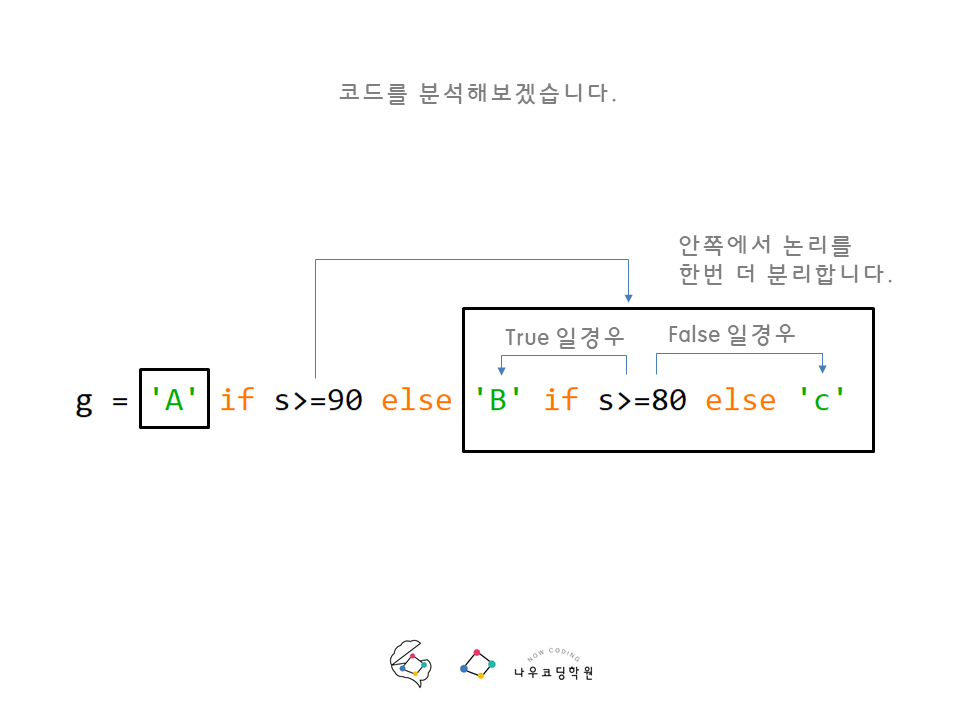 코드를 분석해보겠습니다.
안쪽에서 논리를
한번 더 분리합니다.
True 일경우 False 일경우
g = 'A' if s>=90 else 'B' if s>=80 else 'c'
NOW CODING
나우코딩학원